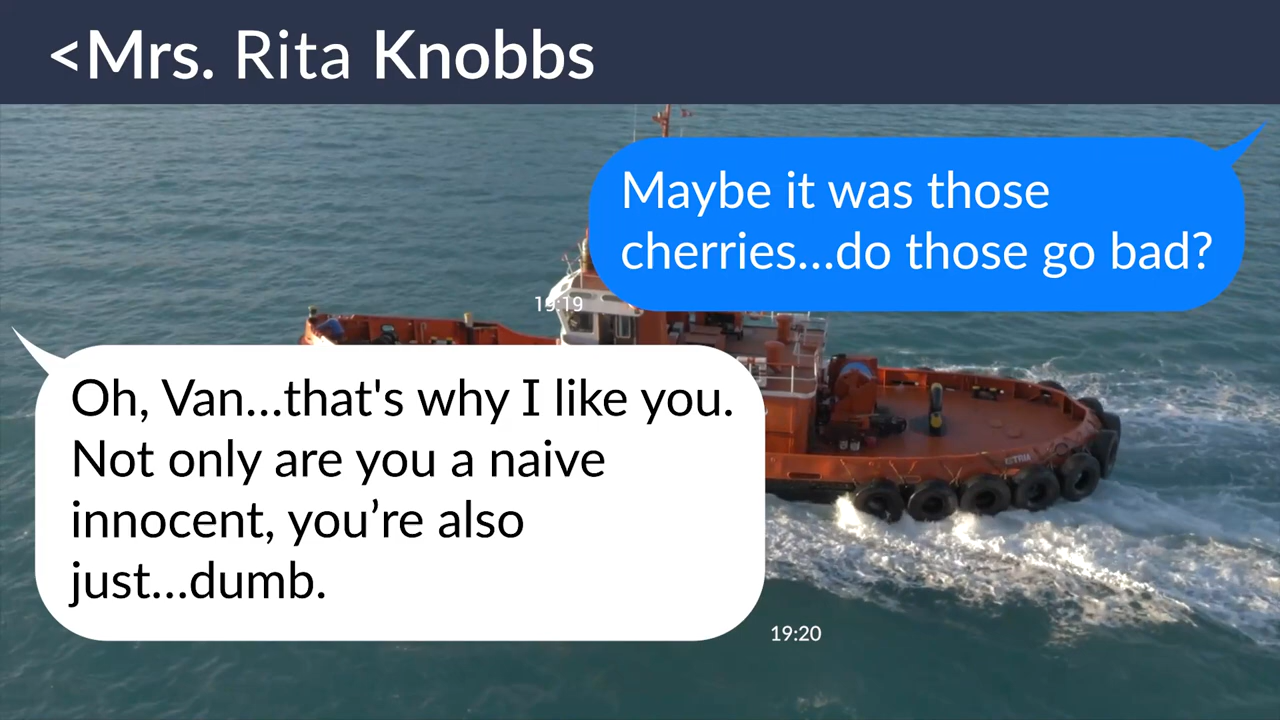 <Mrs. Rita Knobbs
Maybe it was those
cherries...do those go bad?
19:19
Oh, Van...that's why I like you.
Not only are you a naive
innocent, you’re also
just...dumb.
19:20